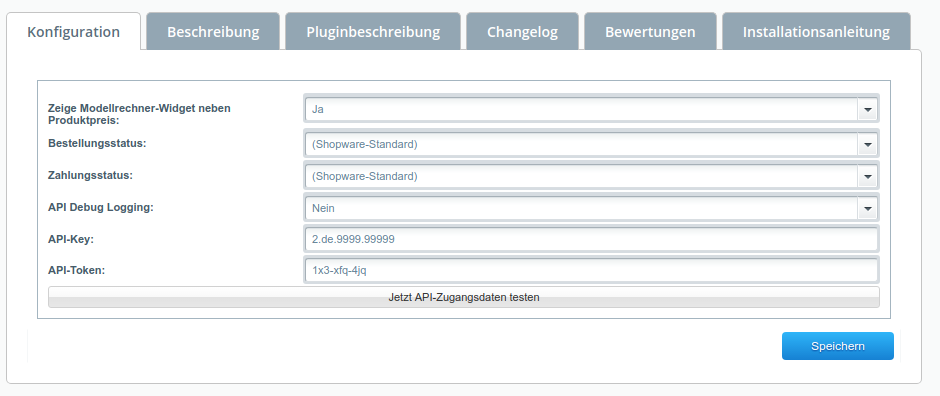 Konfiguration
Beschreibung
Pluginbeschreibung
Changelog
Bewertungen
Installationsanleitung
Zeige Modellrechner-Widget neben
Produktpreis:
Ja
Bestellungsstatus:
(Shopware-Standard)
Zahlungsstatus:
(Shopware-Standard)
API Debug Logging:
Nein
API-Key:
2.de.9999.99999
API-Token:
1x3-xfq-4jq
Jetzt API-Zugangsdaten testen
Speichern